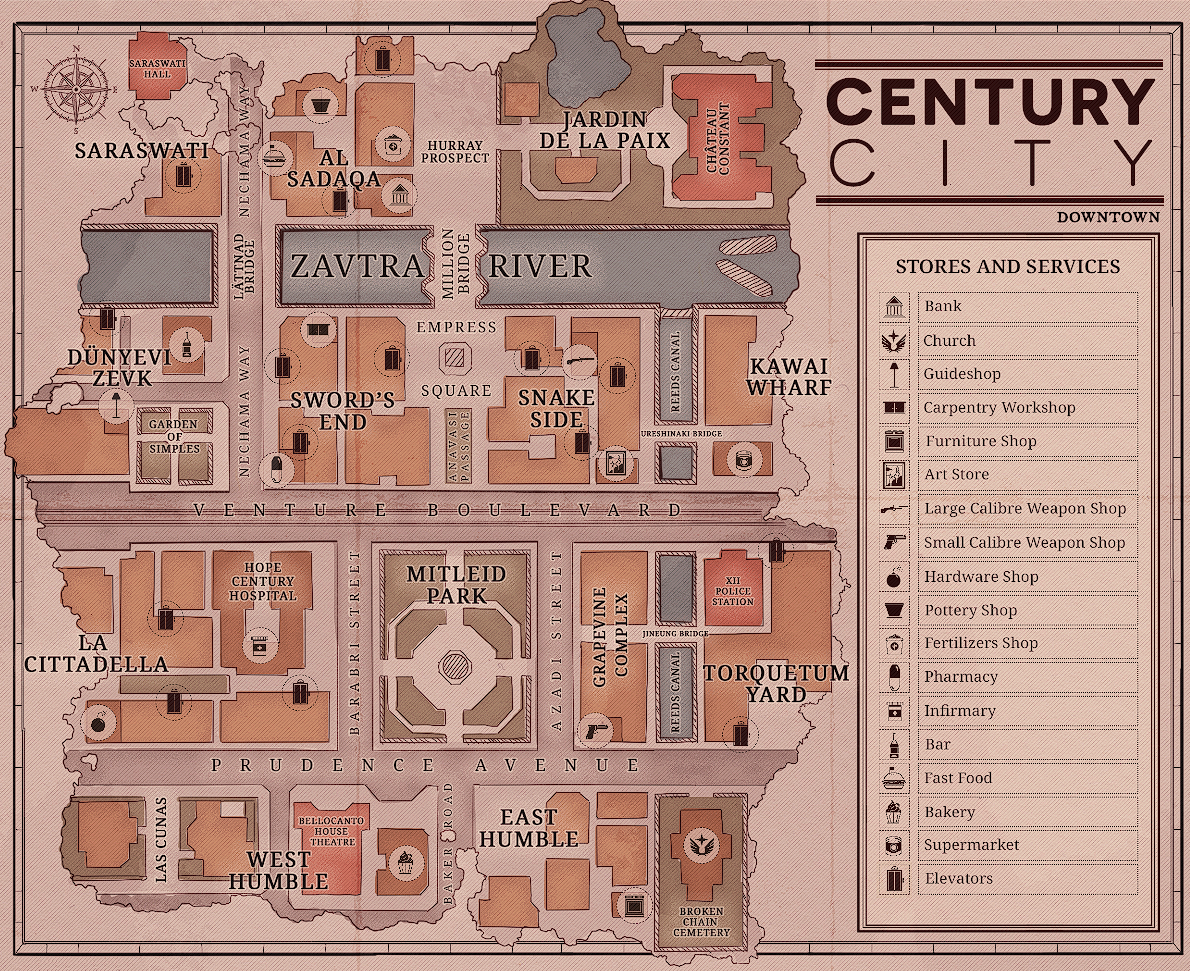 CENTURY
CITY
DOWNTOWN
N
W
E
S
SARASWATI
HALL
SARASWATI
NECHAMA WAY
AL
SADAQA
HURRAY
PROSPECT
JARDIN
DE LA PAIX
CHÂTEAU
CONSTANT
LÄTTNAD
BRIDGE
ZAVTRA
MILLION
BRIDGE
RIVER
DÜNYEVI
ZEVK
GARDEN
OF
SIMPLES
NECHAMA WAY
SWORD'S
END
EMPRESS
SQUARE
ANAVASI
PASSAGE
SNAKE
SIDE
REEDS CANAL
URESHINAKI BRIDGE
KAWAI
WHARF
VENTURE BOULEVARD
LA
CITTADELLA
HOPE
CENTURY
HOSPITAL
BARABRI STREET
MITLEID
PARK
AZADI STREET
GRAPEVINE
COMPLEX
JINEUNG BRIDGE
REEDS CANAL
XII
POLICE
STATION
TORQUETUM
YARD
PRUDENCE AVENUE
LAS CUNAS
WEST
HUMBLE
BELLOCANTO
HOUSE
THEATRE
BAKER ROAD
EAST
HUMBLE
BROKEN
CHAIN
CEMETERY
STORES AND SERVICES
Bank
Church
Guideshop
Carpentry Workshop
Furniture Shop
Art Store
Large Calibre Weapon Shop
Small Calibre Weapon Shop
Hardware Shop
Pottery Shop
Fertilizers Shop
Pharmacy
Infirmary
Bar
Fast Food
Bakery
Supermarket
Elevators